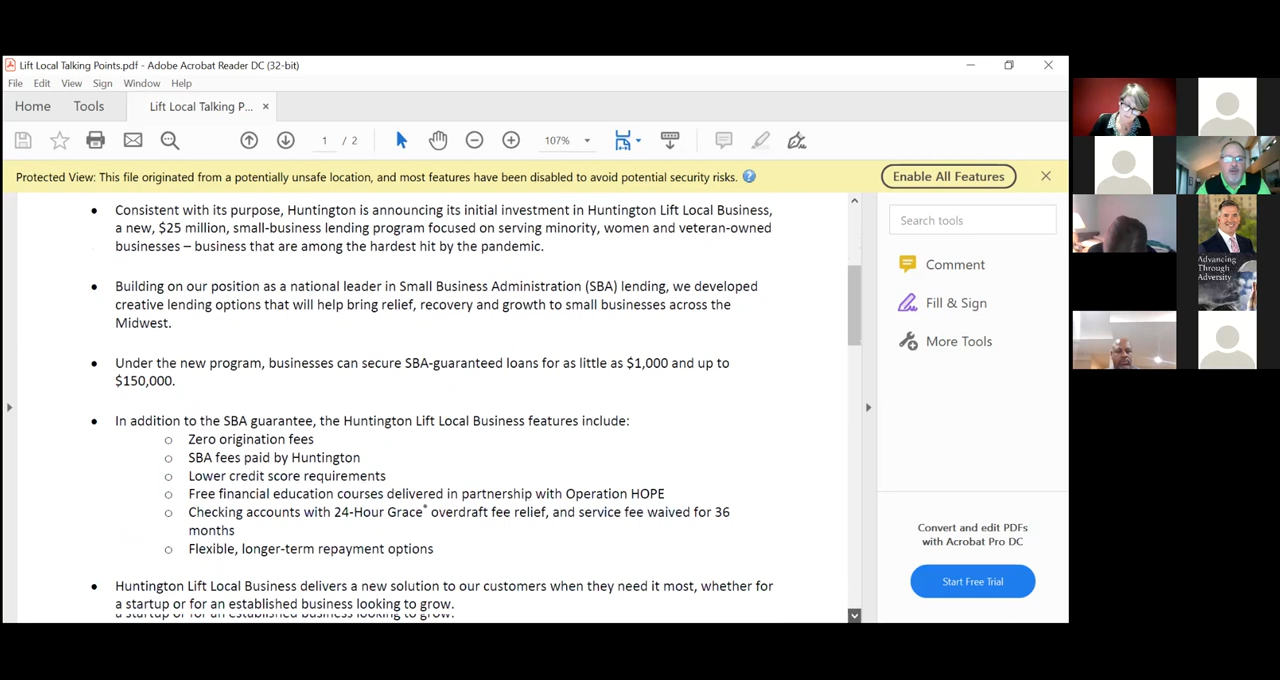 Lift Local Talking Points.pdf - Adobe Acrobat Reader DC (32-bit)
File Edit View Sign Window Help
Home Tools Lift Local Talking P... ×
1 / 2 107%
Protected View: This file originated from a potentially unsafe location, and most features have been disabled to avoid potential security risks. ? Enable All Features
• Consistent with its purpose, Huntington is announcing its initial investment in Huntington Lift Local Business,
a new, $25 million, small-business lending program focused on serving minority, women and veteran-owned
businesses – business that are among the hardest hit by the pandemic.
• Building on our position as a national leader in Small Business Administration (SBA) lending, we developed
creative lending options that will help bring relief, recovery and growth to small businesses across the
Midwest.
• Under the new program, businesses can secure SBA-guaranteed loans for as little as $1,000 and up to
$150,000.
• In addition to the SBA guarantee, the Huntington Lift Local Business features include:
○ Zero origination fees
○ SBA fees paid by Huntington
○ Lower credit score requirements
○ Free financial education courses delivered in partnership with Operation HOPE
○ Checking accounts with 24-Hour Grace® overdraft fee relief, and service fee waived for 36
months
○ Flexible, longer-term repayment options
• Huntington Lift Local Business delivers a new solution to our customers when they need it most, whether for
a startup or for an established business looking to grow.
a startup or for an established business looking to grow.
Search tools
Comment
Fill & Sign
More Tools
Convert and edit PDFs
with Acrobat Pro DC
Start Free Trial
Advancing
Through
Adversity